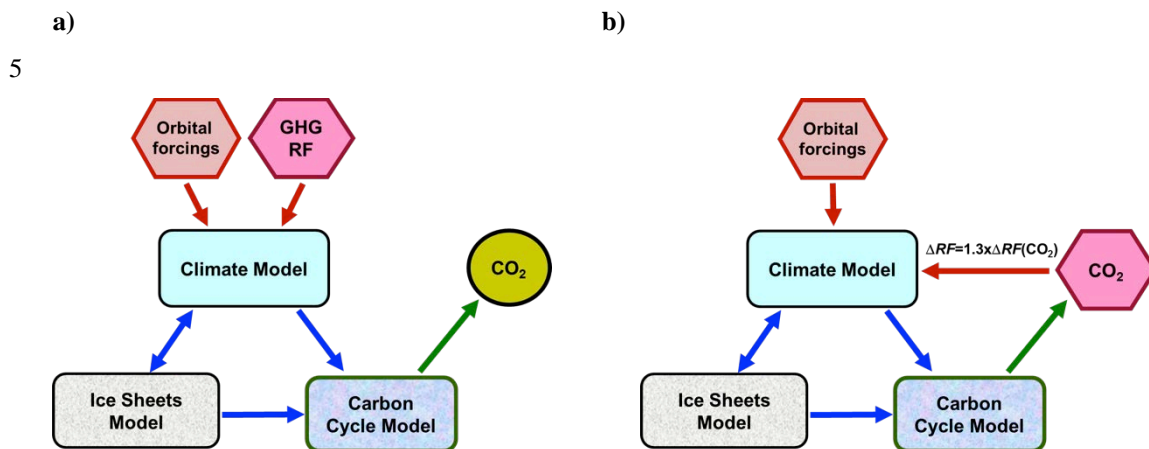 a)
b)
5
Orbital
forcings
GHG
RF
Climate Model
CO₂
Ice Sheets
Model
Carbon
Cycle Model
Orbital
forcings
Climate Model
ΔRF=1.3xΔRF(CO₂)
CO₂
Ice Sheets
Model
Carbon
Cycle Model